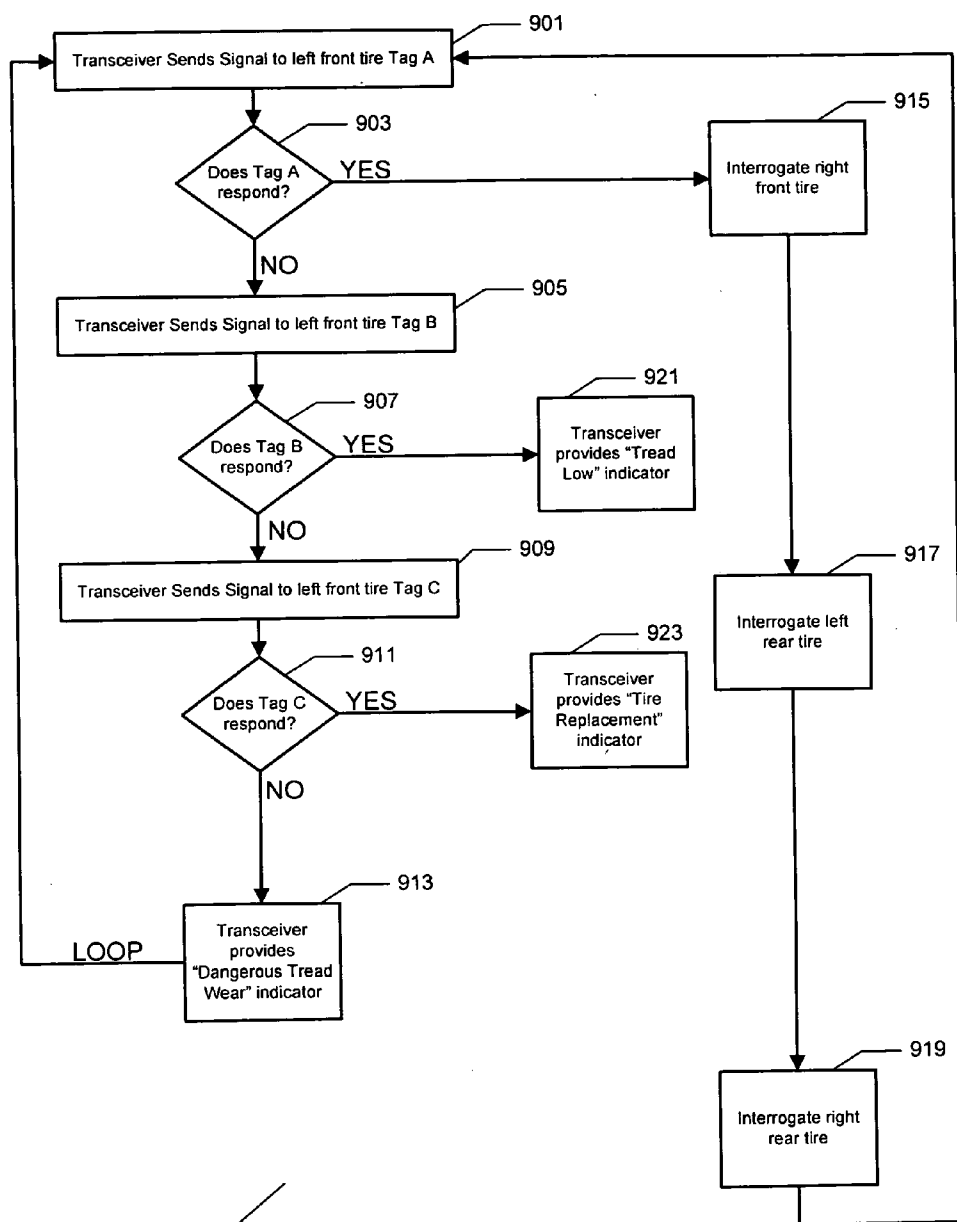 901
Transceiver Sends Signal to left front tire Tag A
903
915
Does Tag A
respond?
YES
Interrogate right
front tire
NO
905
Transceiver Sends Signal to left front tire Tag B
907
921
Does Tag B
respond?
YES
Transceiver
provides "Tread
Low" indicator
NO
909
917
Transceiver Sends Signal to left front tire Tag C
Interrogate left
rear tire
911
923
Does Tag C
respond?
YES
Transceiver
provides "Tire
Replacement"
indicator
NO
913
LOOP
Transceiver
provides
"Dangerous Tread
Wear" indicator
919
Interrogate right
rear tire